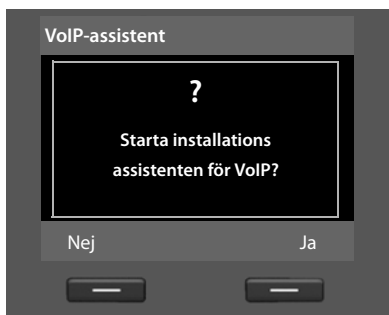 VoIP-assistent
?
Starta installations
assistenten för VoIP?
Nej Ja